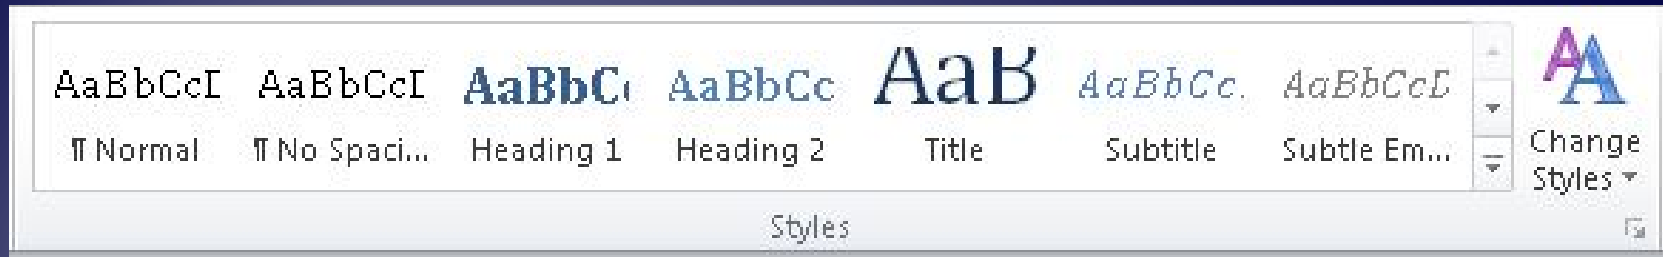 AaBbCcI AaBbCcI AaBbC AaBbCc AaB AaBbCc. AaBbCcD
¶ Normal ¶ No Spaci... Heading 1 Heading 2 Title Subtitle Subtle Em...
Change
Styles
Styles